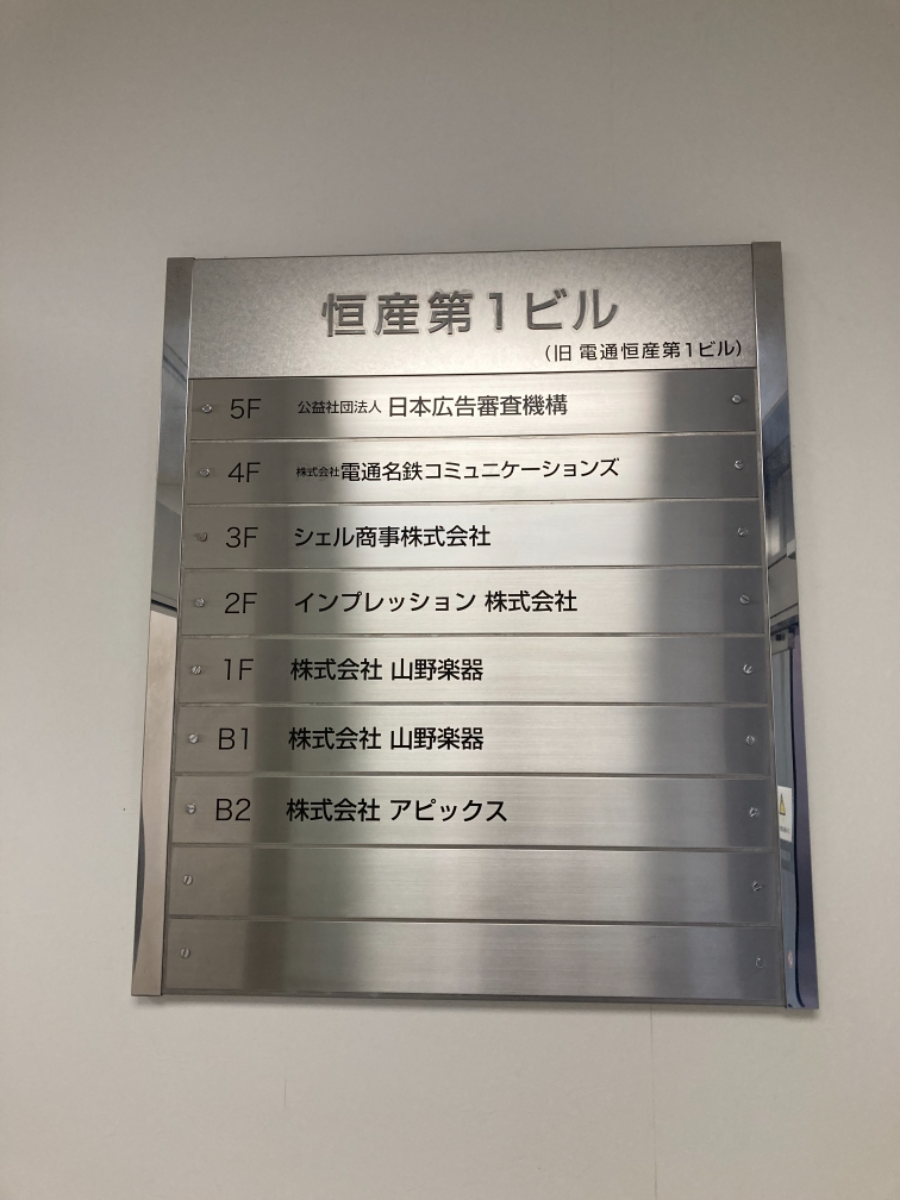 恒産第1ビル
（旧 電通恒産第1ビル）
5F 公益社団法人 日本広告審査機構
4F 株式会社電通名鉄コミュニケーションズ
3F シェル商事株式会社
2F インプレッション 株式会社
1F 株式会社 山野楽器
B1 株式会社 山野楽器
B2 株式会社 アピックス